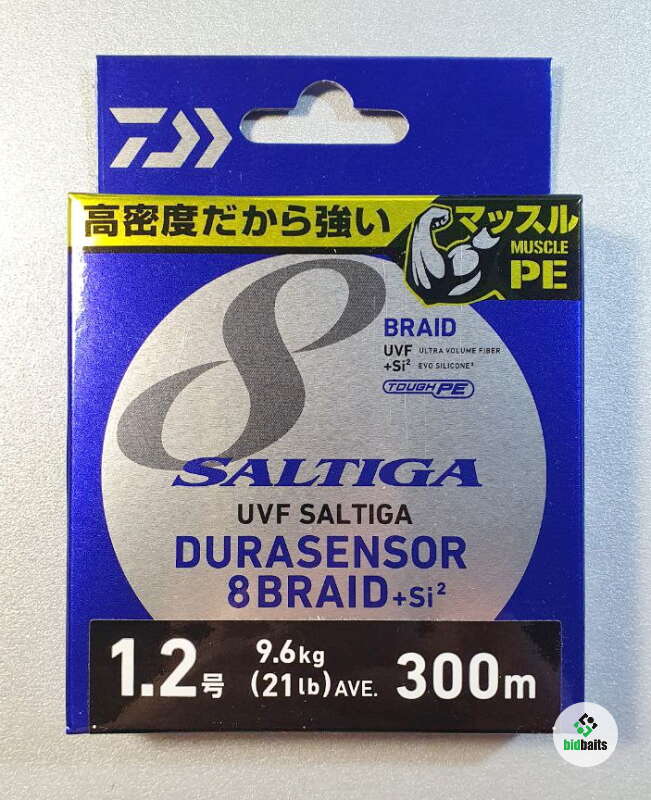 高密度だから強い
マッスル
MUSCLE
PE
8
BRAID
UVF ULTRA VOLUME FIBER
+Si² EVO SILICONE²
TOUGH PE
SALTIGA
UVF SALTIGA
DURASENSOR
8BRAID+Si²
1.2号 9.6kg (21lb)AVE. 300m
bidbaits